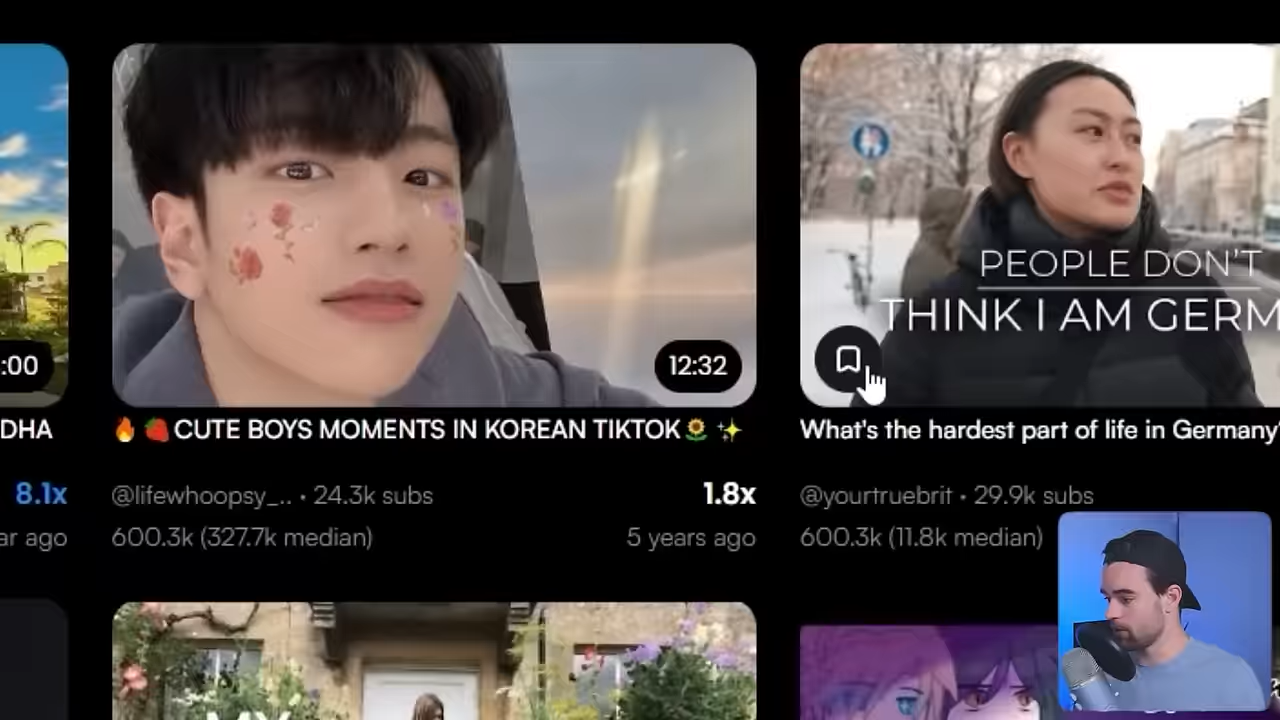 PEOPLE DON'T
THINK I AM GERM
:00
12:32
DHA
🔥🍓CUTE BOYS MOMENTS IN KOREAN TIKTOK🌻✨
What's the hardest part of life in Germany?
8.1x
@lifewhoopsy_.. · 24.3k subs
1.8x
@yourtruebrit · 29.9k subs
ar ago
600.3k (327.7k median)
5 years ago
600.3k (11.8k median)
MY